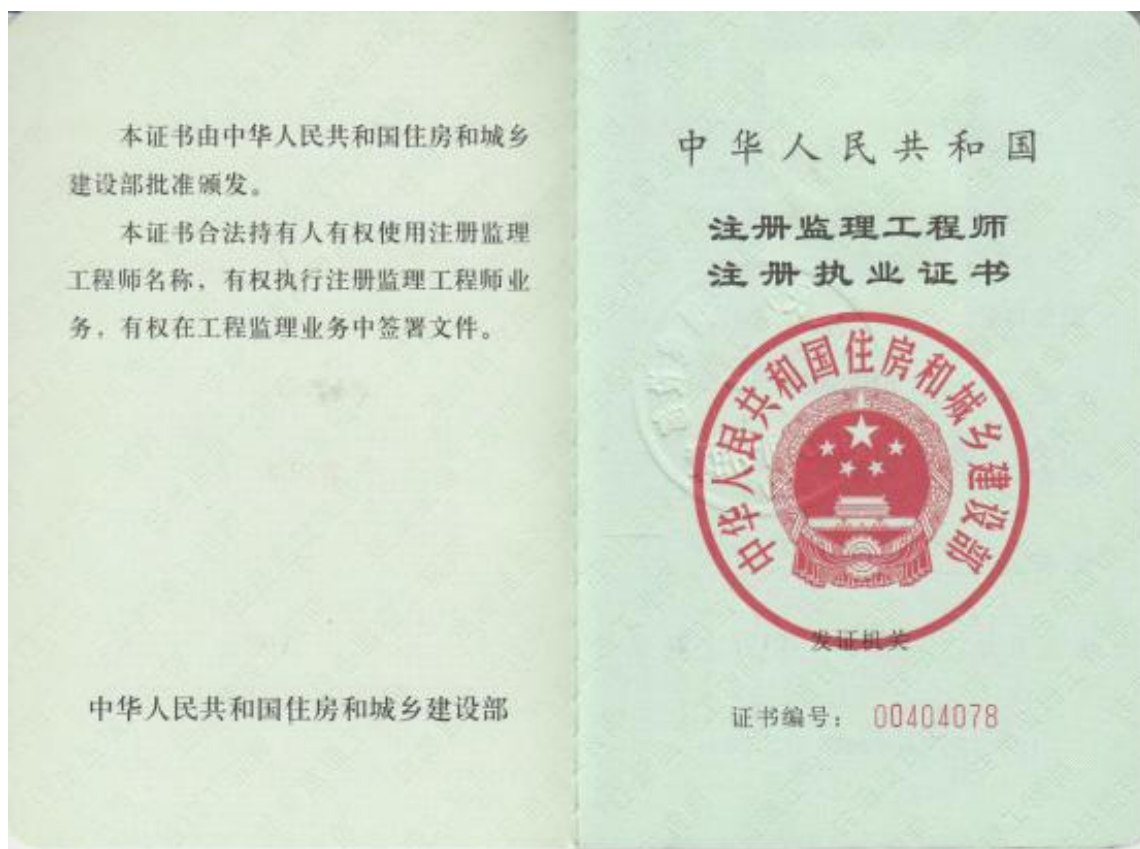 本证书由中华人民共和国住房和城乡
建设部批准颁发。
本证书合法持有人有权使用注册监理
工程师名称，有权执行注册监理工程师业
务，有权在工程监理业务中签署文件。
中华人民共和国住房和城乡建设部
中华人民共和国
注册监理工程师
注册执业证书
中华人民共和国住房和城乡建设部
发证机关
证书编号：00404078